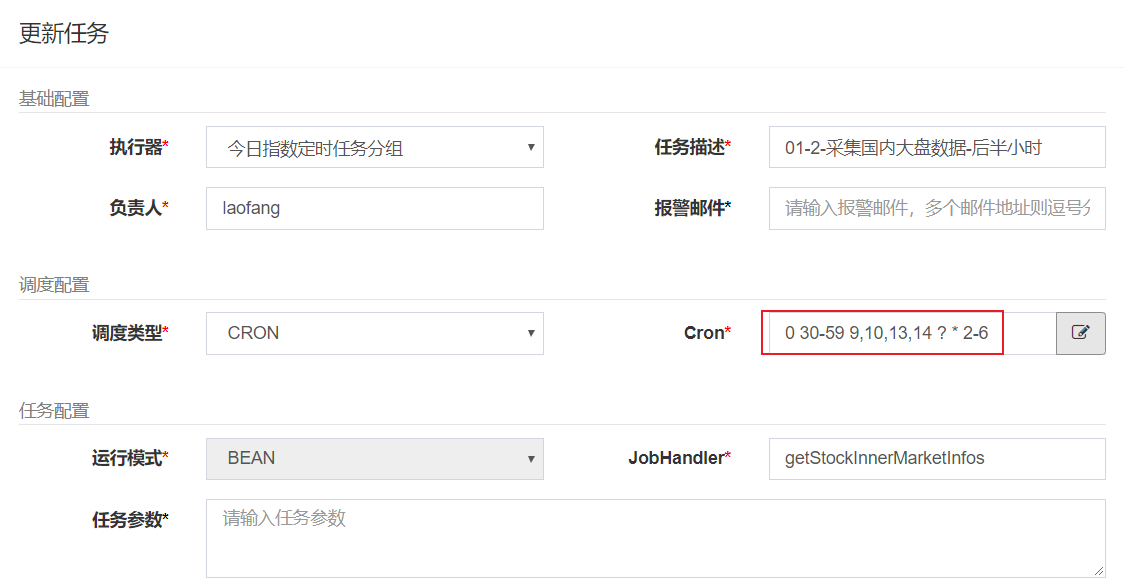 更新任务
基础配置
执行器* 今日指数定时任务分组 任务描述* 01-2-采集国内大盘数据-后半小时
负责人* laofang 报警邮件* 请输入报警邮件，多个邮件地址则逗号分
调度配置
调度类型* CRON Cron* 0 30-59 9,10,13,14 ? * 2-6
任务配置
运行模式* BEAN JobHandler* getStockInnerMarketInfos
任务参数* 请输入任务参数